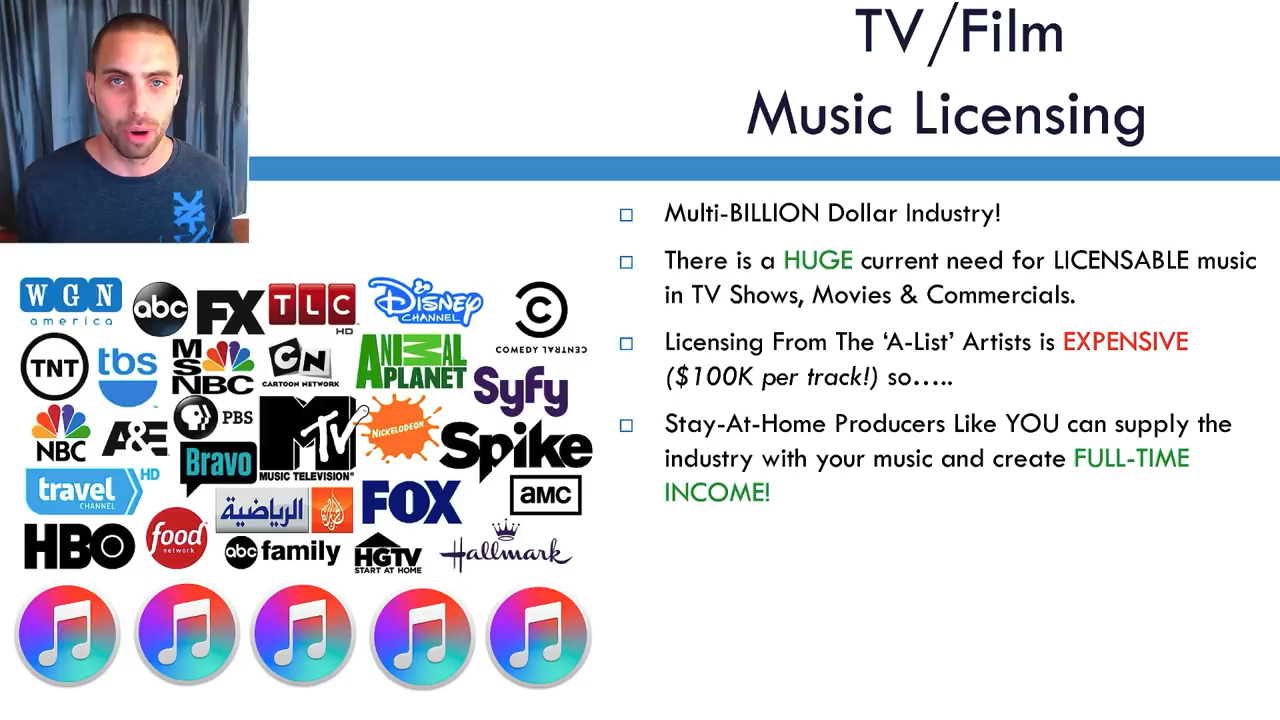 TV/Film
Music Licensing
Multi-BILLION Dollar Industry!
There is a HUGE current need for LICENSABLE music
in TV Shows, Movies & Commercials.
Licensing From The ‘A-List’ Artists is EXPENSIVE
($100K per track!) so…..
Stay-At-Home Producers Like YOU can supply the
industry with your music and create FULL-TIME
INCOME!
WGN
america
abc
FX
TLC
HD
DISNEY
CHANNEL
COMEDY CENTRAL
TNT
tbs
MSNBC
CN
CARTOON NETWORK
ANIMAL
PLANET
Syfy
NBC
A&E
PBS
Bravo
MTV
MUSIC TELEVISION®
NICKELODEON
Spike
travel
CHANNEL
HD
الرياضية
FOX
amc
HBO
food
network
abc family
HGTV
START AT HOME
Hallmark